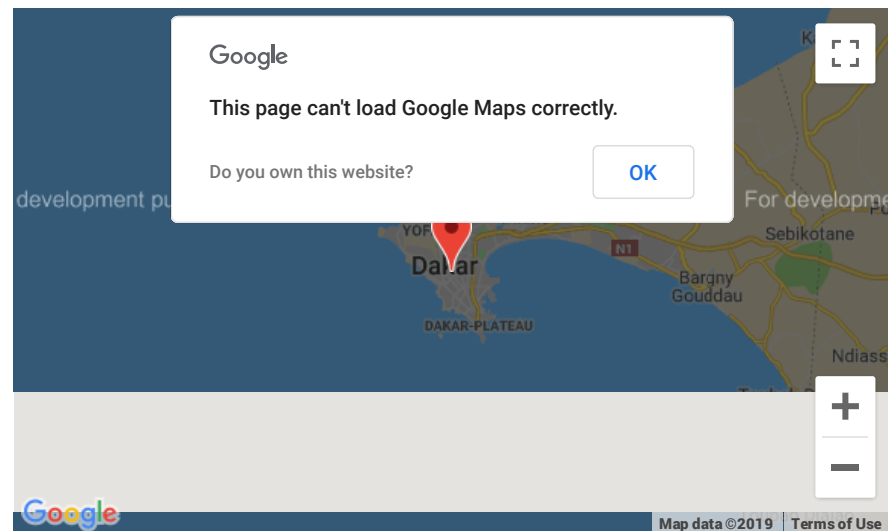 Google
This page can't load Google Maps correctly.
Do you own this website?
OK
development pu
For developme
YOF
Sebikotane
N1
Dakar
Bargny
Gouddau
DAKAR-PLATEAU
Ndiass
Google
Map data ©2019
Terms of Use